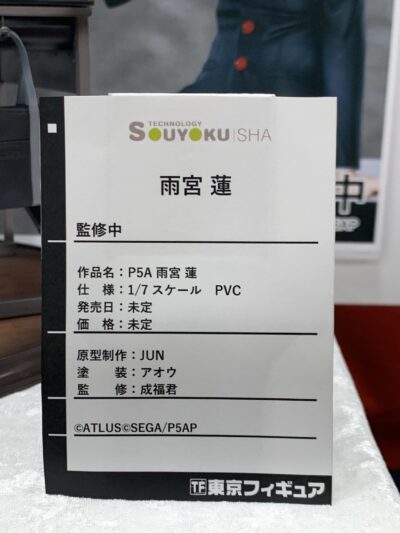 TECHNOLOGY
SOUYOKU|SHA
雨宮 蓮
監修中
作品名：P5A 雨宮 蓮
仕　様：1/7 スケール　PVC
発売日：未定
価　格：未定
原型制作：JUN
塗　　装：アオウ
監　　修：成福君
©ATLUS©SEGA/P5AP
TF 東京フィギュア
中